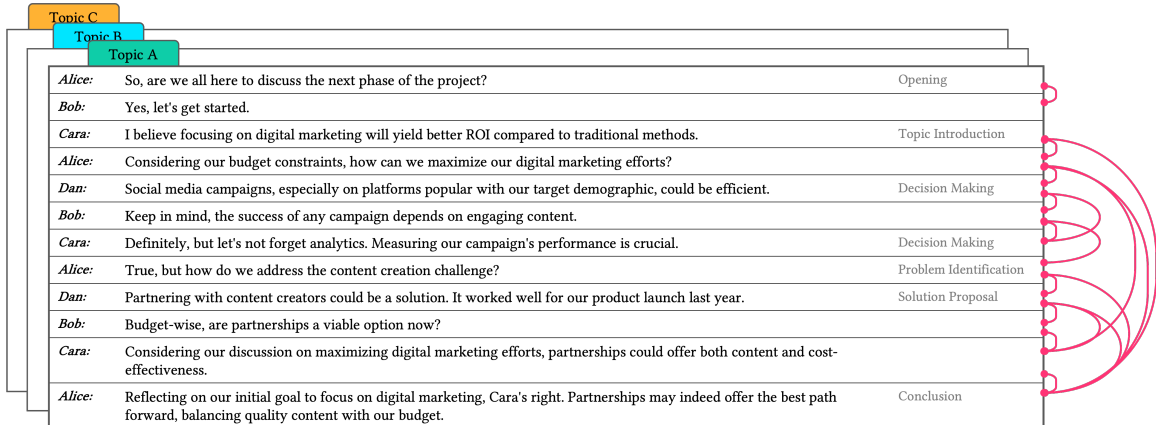 Topic C
Topic B
Topic A
Alice: So, are we all here to discuss the next phase of the project? Opening
Bob: Yes, let's get started.
Cara: I believe focusing on digital marketing will yield better ROI compared to traditional methods. Topic Introduction
Alice: Considering our budget constraints, how can we maximize our digital marketing efforts?
Dan: Social media campaigns, especially on platforms popular with our target demographic, could be efficient. Decision Making
Bob: Keep in mind, the success of any campaign depends on engaging content.
Cara: Definitely, but let's not forget analytics. Measuring our campaign's performance is crucial. Decision Making
Alice: True, but how do we address the content creation challenge? Problem Identification
Dan: Partnering with content creators could be a solution. It worked well for our product launch last year. Solution Proposal
Bob: Budget-wise, are partnerships a viable option now?
Cara: Considering our discussion on maximizing digital marketing efforts, partnerships could offer both content and cost-
effectiveness.
Alice: Reflecting on our initial goal to focus on digital marketing, Cara's right. Partnerships may indeed offer the best path Conclusion
forward, balancing quality content with our budget.